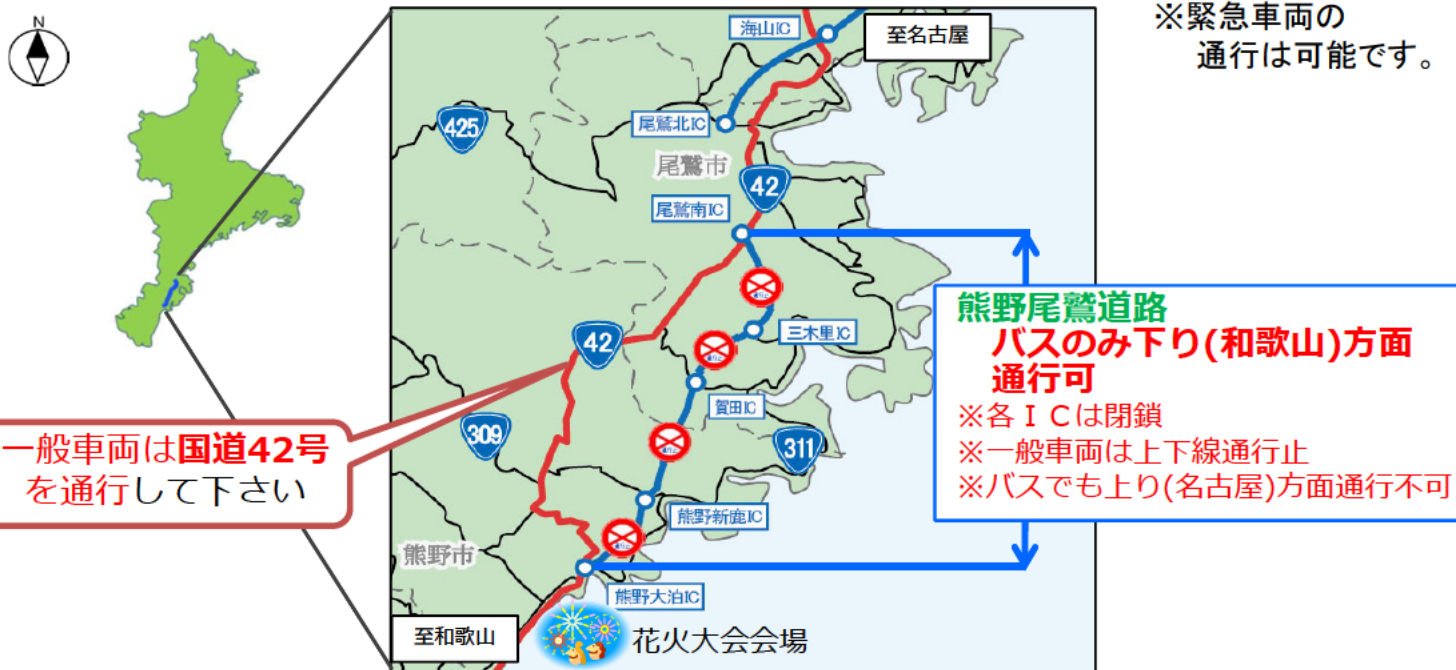 N
※緊急車両の
通行は可能です。
海山IC
至名古屋
425
尾鷲北IC
尾鷲市
42
尾鷲南IC
熊野尾鷲道路
バスのみ下り(和歌山)方面
通行可
※各ＩＣは閉鎖
※一般車両は上下線通行止
※バスでも上り(名古屋)方面通行不可
三木里IC
42
賀田IC
一般車両は国道42号
を通行して下さい
309
311
熊野新鹿IC
熊野市
熊野大泊IC
至和歌山
花火大会会場